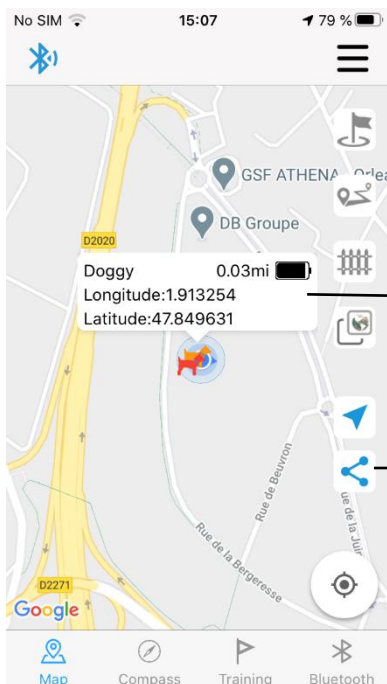 No SIM 15:07 79 %
GSF ATHENA Orlea
DB Groupe
D2020
Doggy 0.03mi
Longitude:1.913254
Latitude:47.849631
Rue de Beuvron
Rue de la Bergeresse
D2271
Google
Map Compass Training Bluetooth